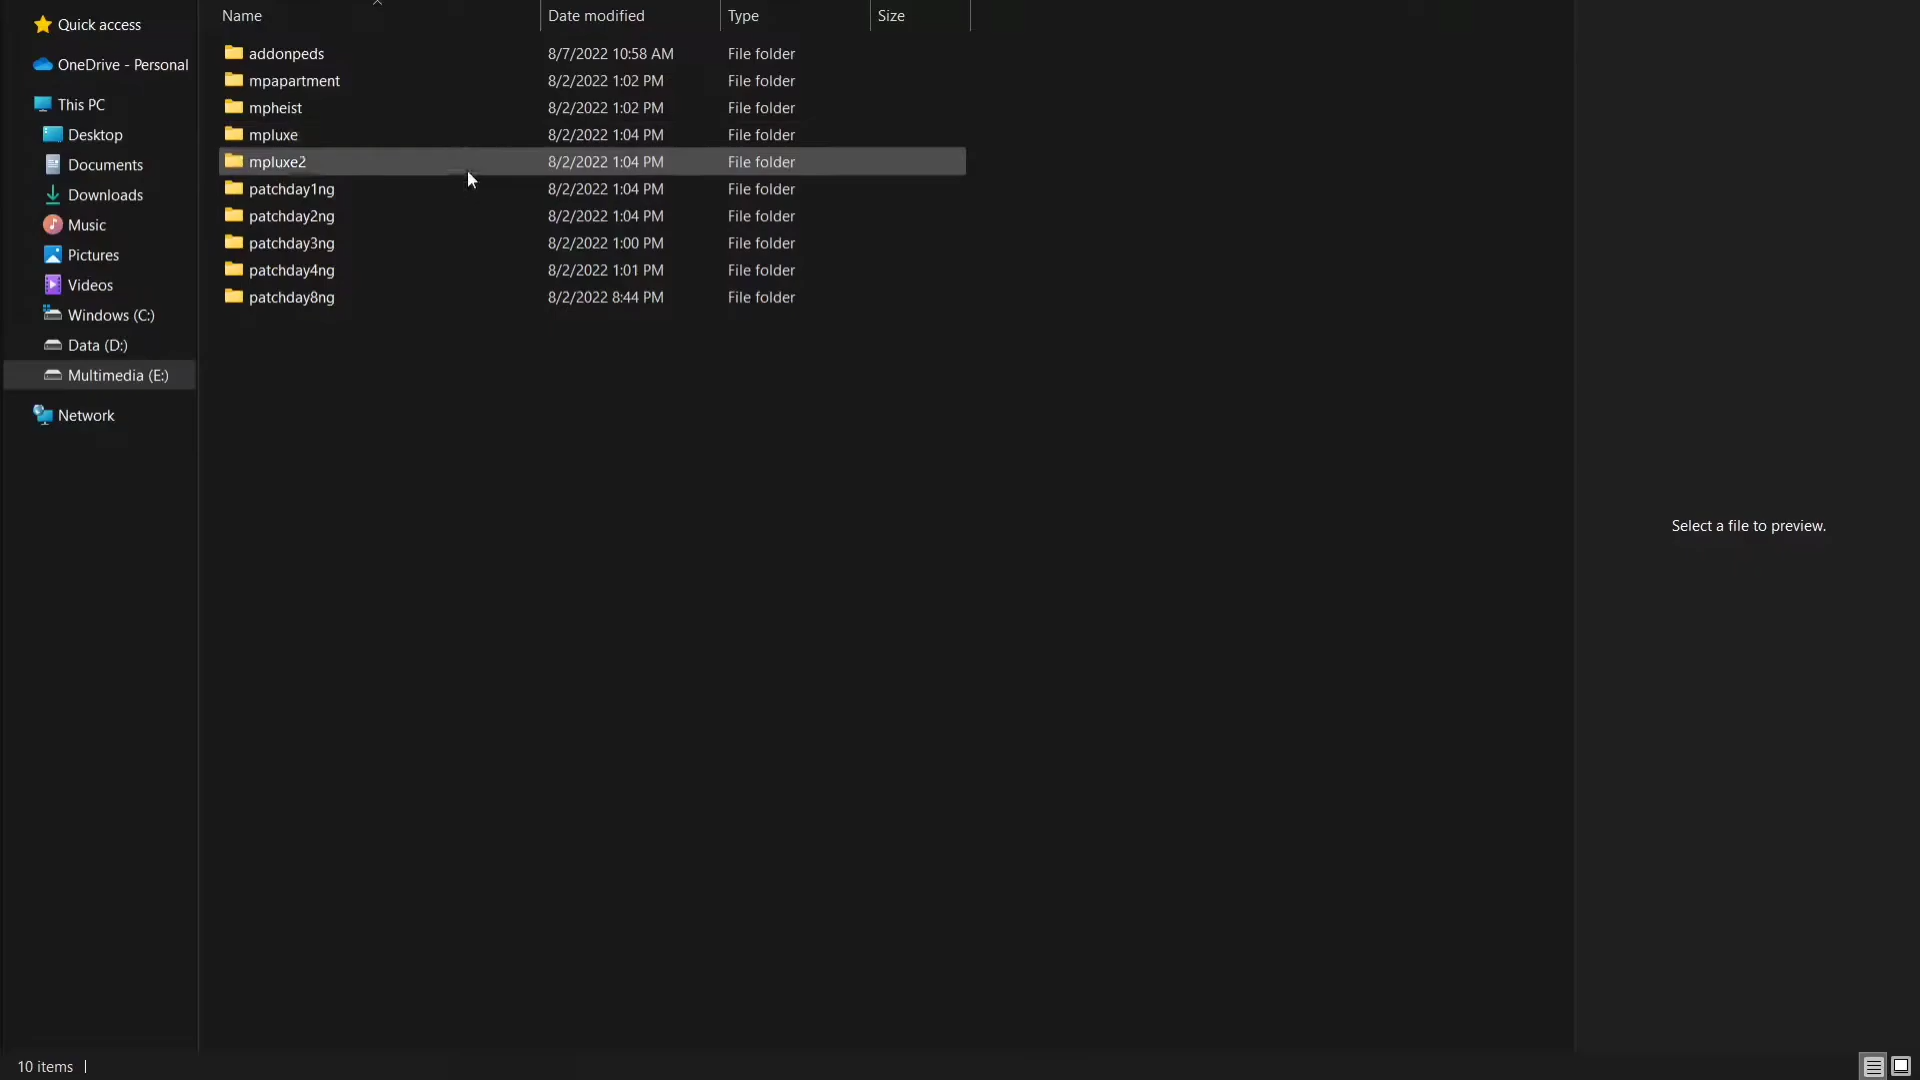 Quick access
OneDrive - Personal
This PC
Desktop
Documents
Downloads
Music
Pictures
Videos
Windows (C:)
Data (D:)
Multimedia (E:)
Network
Name Date modified Type Size
addonpeds 8/7/2022 10:58 AM File folder
mpapartment 8/2/2022 1:02 PM File folder
mpheist 8/2/2022 1:02 PM File folder
mpluxe 8/2/2022 1:04 PM File folder
mpluxe2 8/2/2022 1:04 PM File folder
patchday1ng 8/2/2022 1:04 PM File folder
patchday2ng 8/2/2022 1:04 PM File folder
patchday3ng 8/2/2022 1:00 PM File folder
patchday4ng 8/2/2022 1:01 PM File folder
patchday8ng 8/2/2022 8:44 PM File folder
Select a file to preview.
10 items